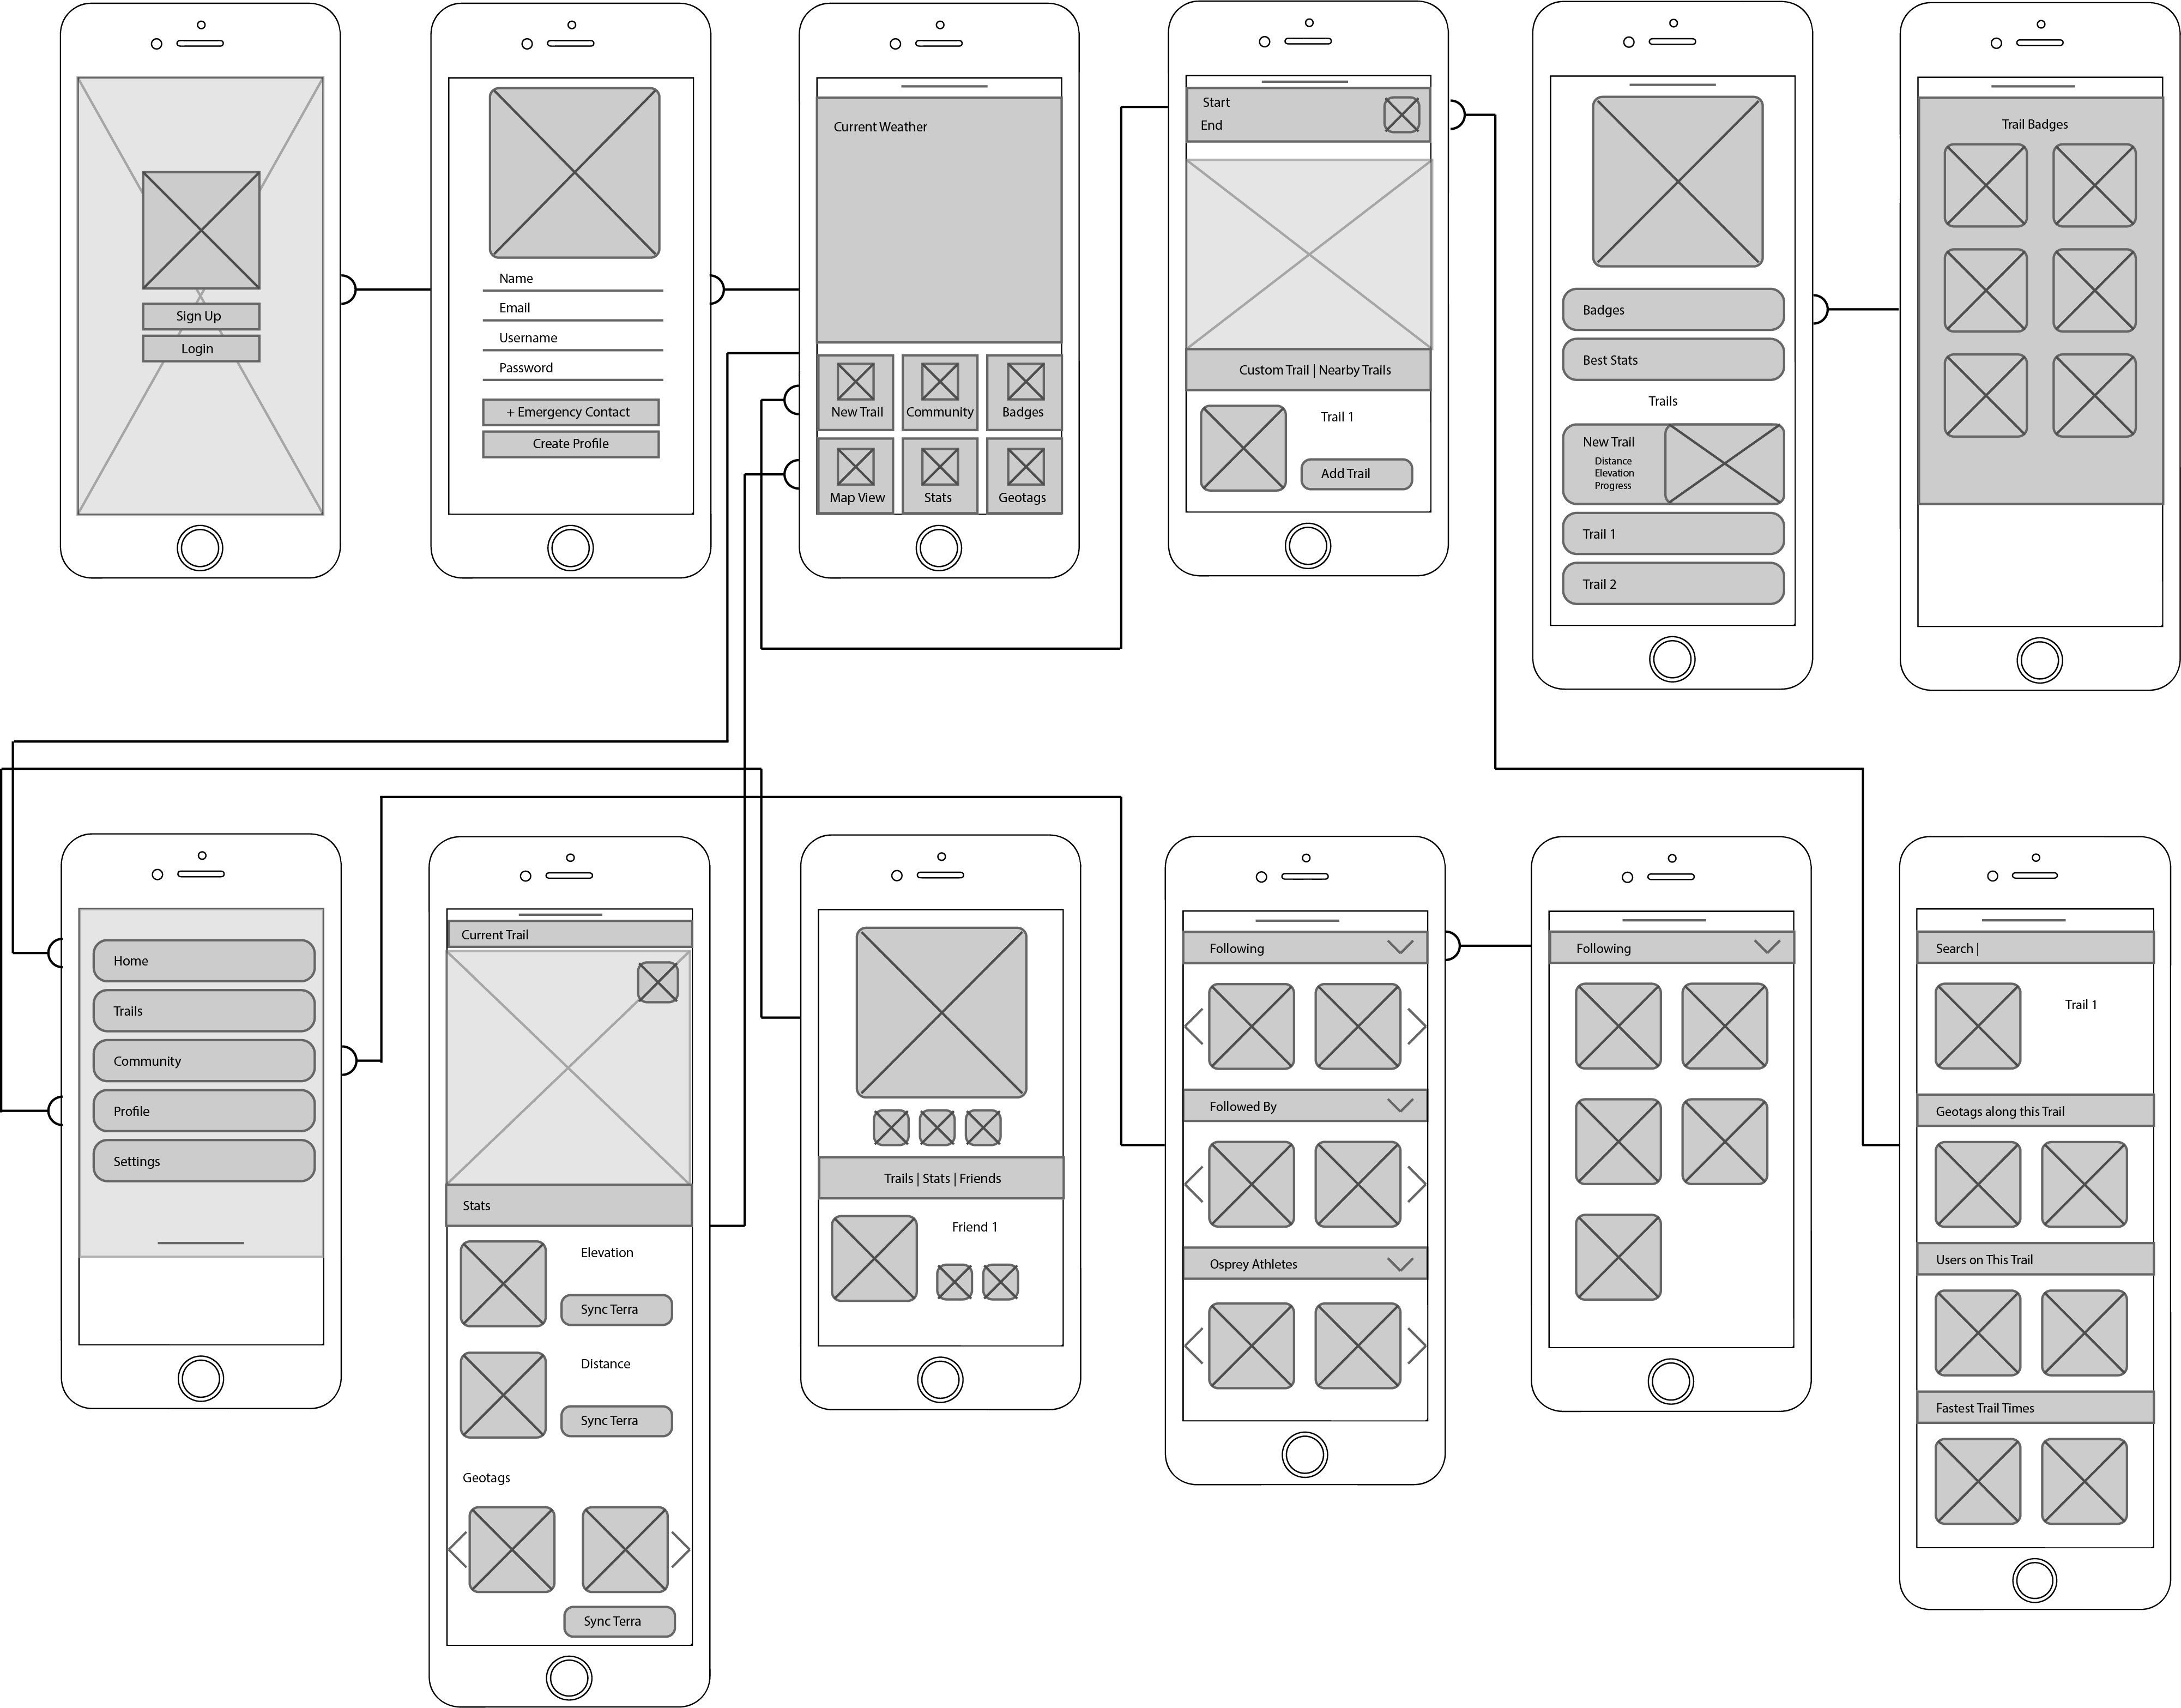 Sign Up
Login
Name
Email
Username
Password
+ Emergency Contact
Create Profile
Current Weather
New Trail
Community
Badges
Map View
Stats
Geotags
Start
End
Custom Trail | Nearby Trails
Trail 1
Add Trail
Badges
Best Stats
Trails
New Trail
Distance
Elevation
Progress
Trail 1
Trail 2
Trail Badges
Home
Trails
Community
Profile
Settings
Current Trail
Stats
Elevation
Sync Terra
Distance
Sync Terra
Geotags
Sync Terra
Trails | Stats | Friends
Friend 1
Following
Followed By
Osprey Athletes
Following
Search |
Trail 1
Geotags along this Trail
Users on This Trail
Fastest Trail Times